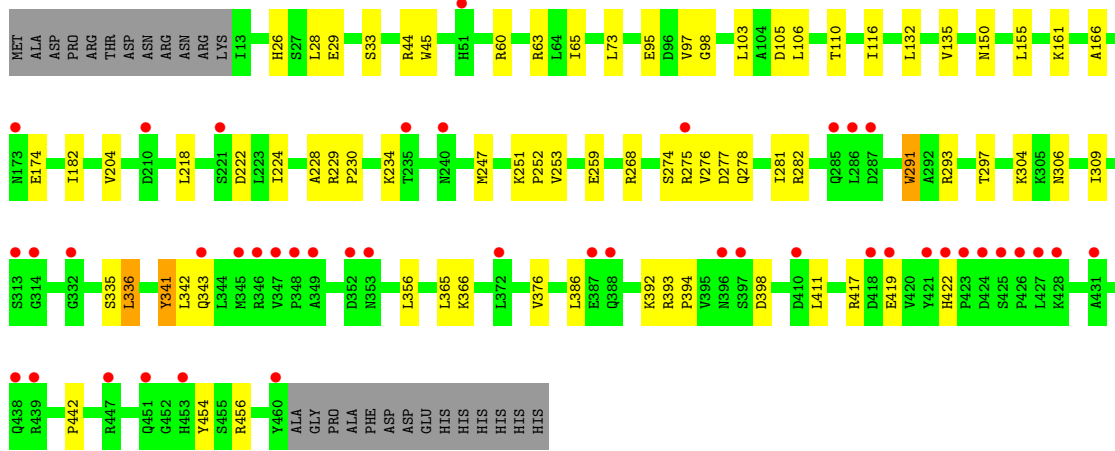 MET ALA ASP PRO ARG THR ASP ASN ARG ASN ARG LYS I13 H26 S27 L28 E29 S33 R44 W45 H51 R60 R63 L64 I65 L73 E95 D96 V97 G98 L103 A104 D105 L106 T110 I116 L132 V135 N150 L155 K161 A166
N173 E174 I182 V204 D210 L218 S221 D222 L223 I224 A228 R229 P230 K234 T235 N240 M247 K251 P252 V253 E259 R268 S274 R275 V276 D277 Q278 I281 R282 Q285 L286 D287 W291 A292 R293 T297 K304 K305 N306 I309
S313 G314 G332 S335 L336 Y341 L342 Q343 L344 M345 R346 V347 P348 A349 D352 N353 L356 L365 K366 L372 V376 L386 E387 Q388 K392 R393 P394 V395 N396 S397 D398 D410 L411 R417 D418 E419 V420 Y421 H422 P423 D424 S425 P426 L427 K428 A431
Q438 R439 P442 R447 Q451 G452 H453 Y454 S455 R456 Y460 ALA GLY PRO ALA PHE ASP ASP GLU HIS HIS HIS HIS HIS HIS